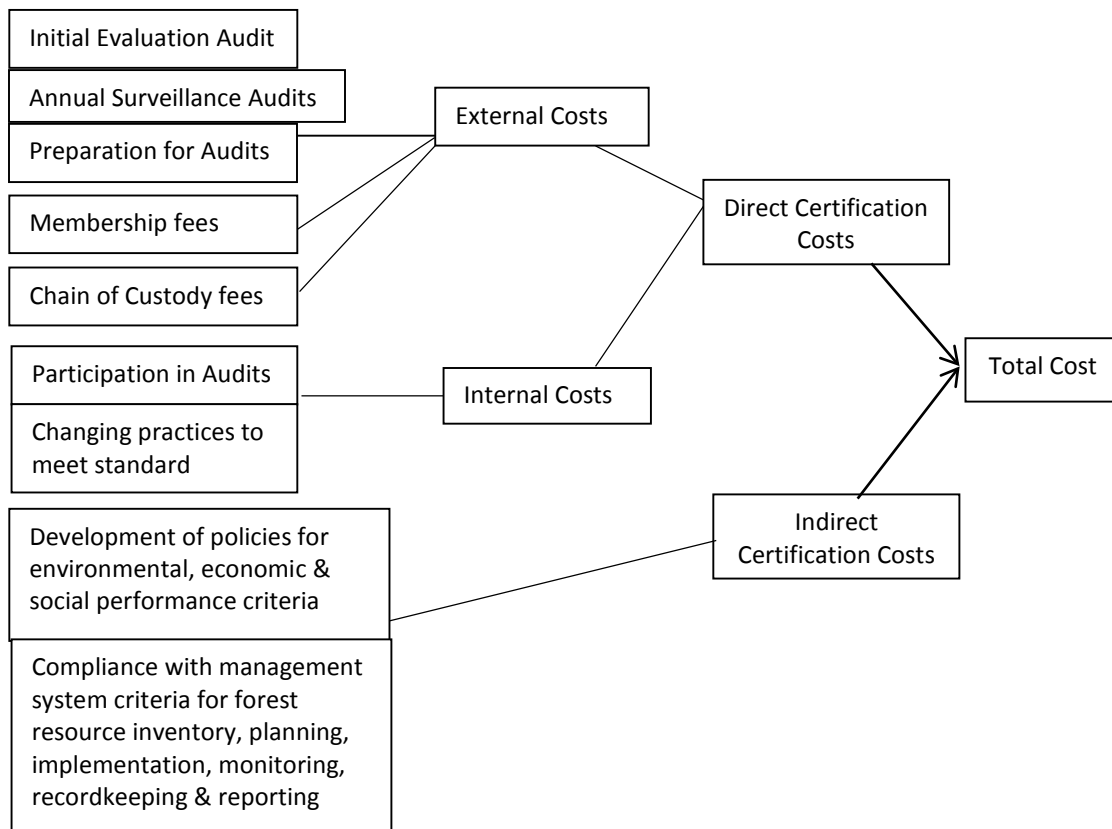 Initial Evaluation Audit
Annual Surveillance Audits
Preparation for Audits
Membership fees
Chain of Custody fees
Participation in Audits
Changing practices to
meet standard
Development of policies for
environmental, economic &
social performance criteria
Compliance with management
system criteria for forest
resource inventory, planning,
implementation, monitoring,
recordkeeping & reporting
External Costs
Internal Costs
Direct Certification
Costs
Indirect
Certification Costs
Total Cost